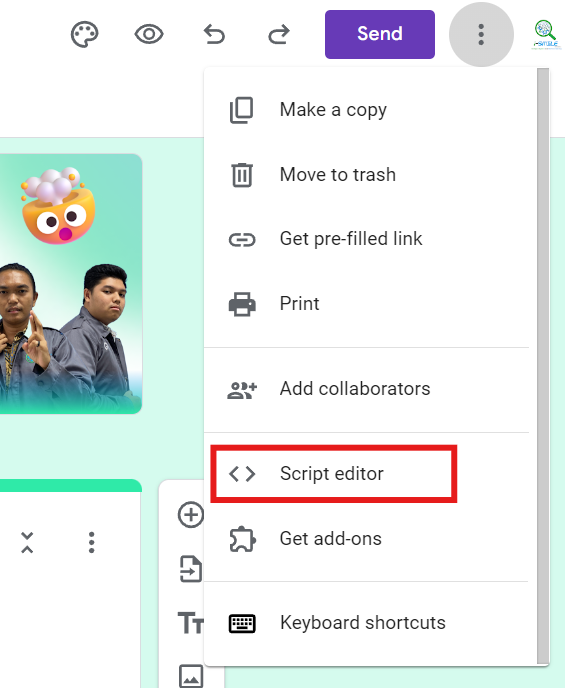 Send
Make a copy
Move to trash
Get pre-filled link
Print
Add collaborators
Script editor
Get add-ons
Keyboard shortcuts
Tт